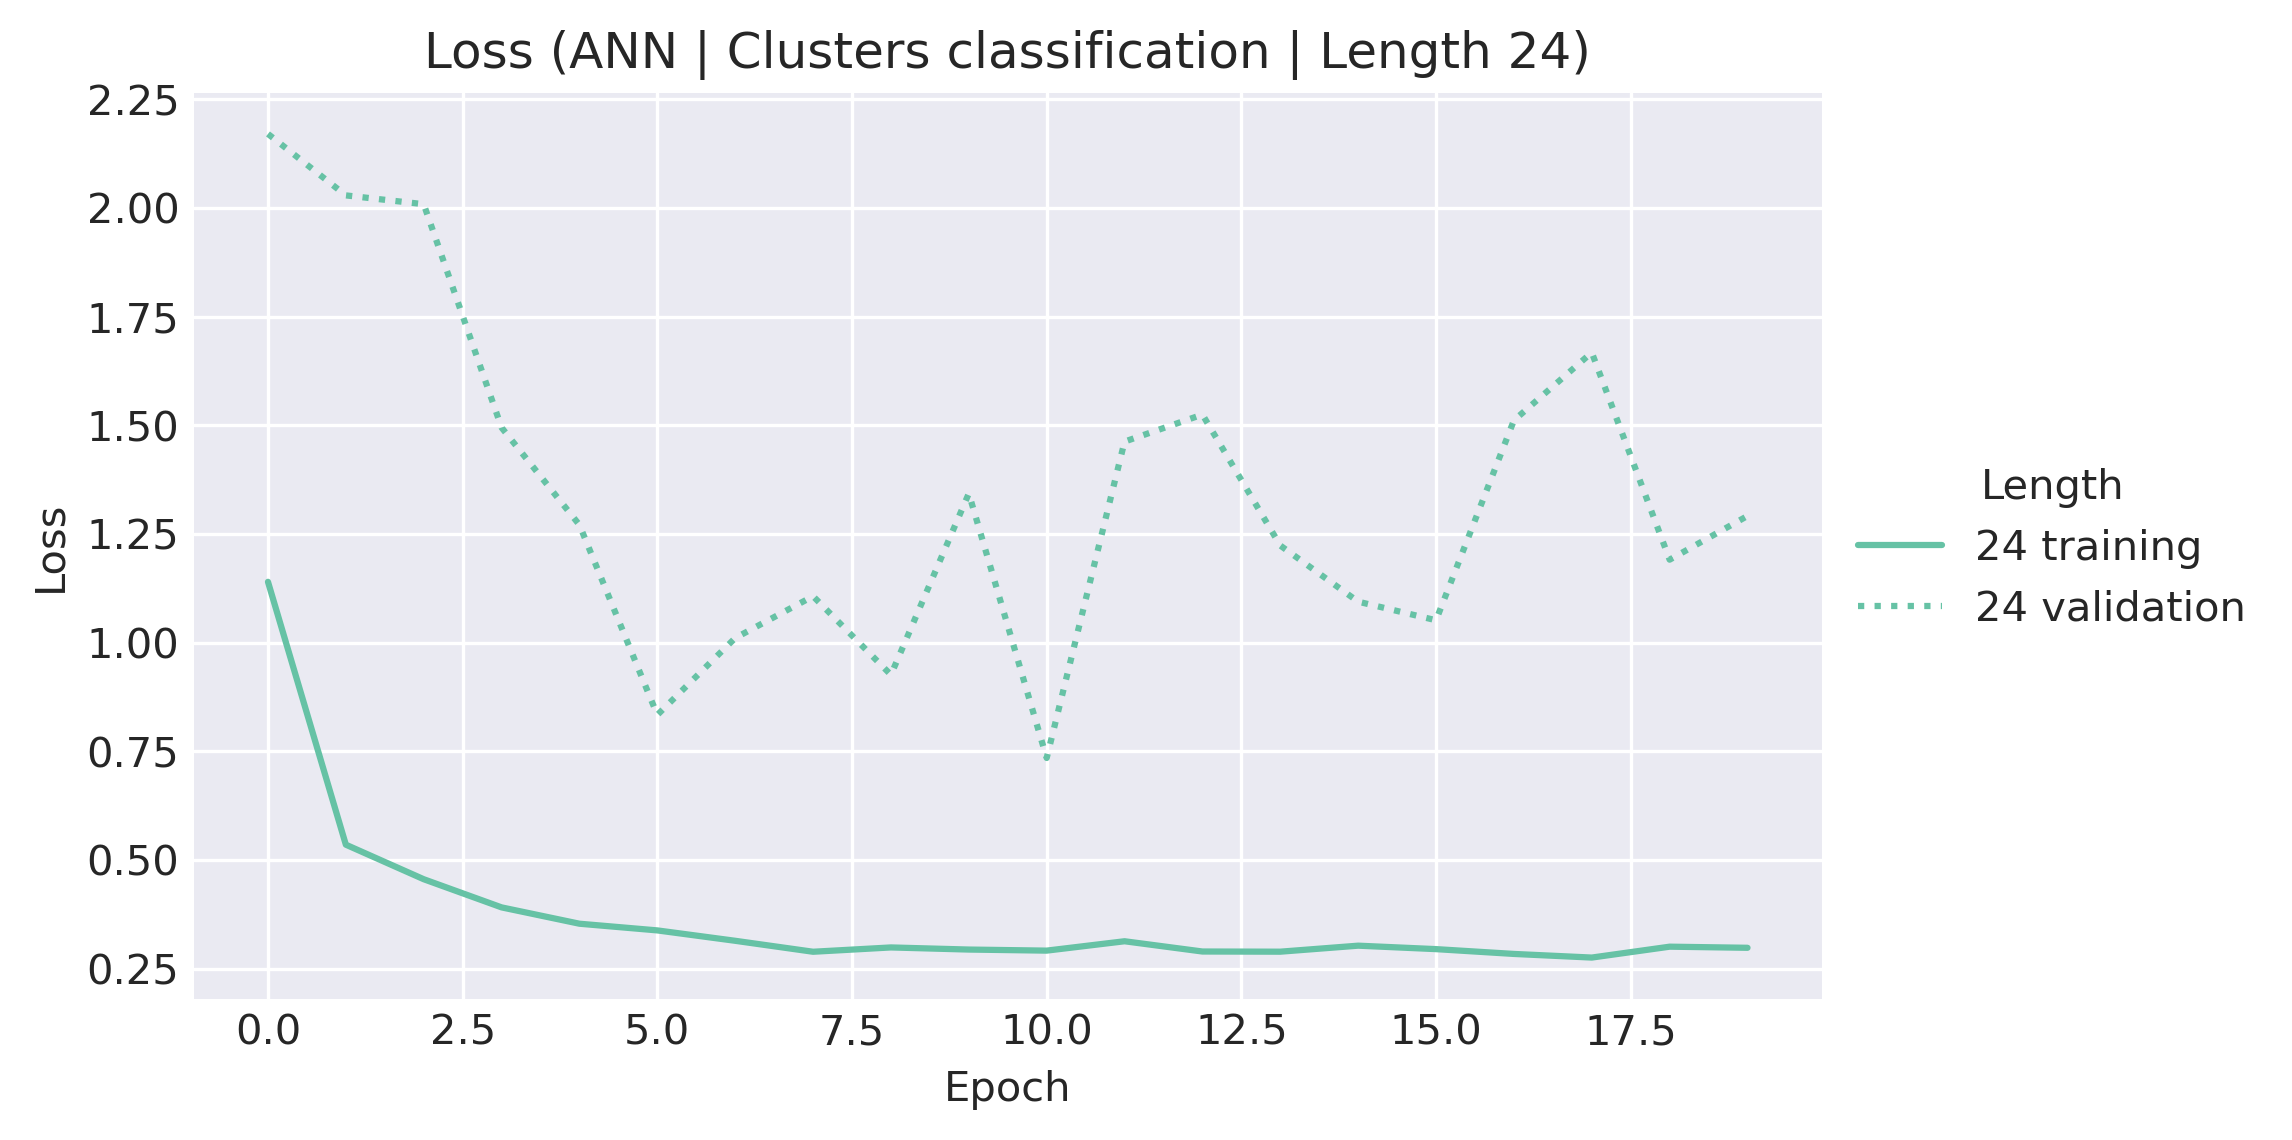 Loss (ANN | Clusters classification | Length 24)
2.25
2.00
1.75
1.50
1.25
1.00
0.75
0.50
0.25
Loss
0.0 2.5 5.0 7.5 10.0 12.5 15.0 17.5
Epoch
Length
24 training
24 validation